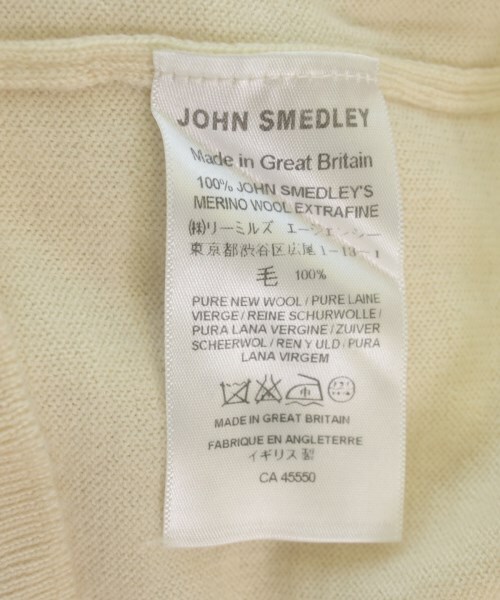 JOHN SMEDLEY
Made in Great Britain
100% JOHN SMEDLEY'S
MERINO WOOL EXTRAFINE
㈱リーミルズ エージェンシー
東京都渋谷区広尾1-13-1
毛 100%
PURE NEW WOOL / PURE LAINE
VIERGE / REINE SCHURWOLLE /
PURA LANA VERGINE / ZUIVER
SCHEERWOL / REN Y ULD / PURA
LANA VIRGEM
MADE IN GREAT BRITAIN
FABRIQUE EN ANGLETERRE
イギリス製
CA 45550